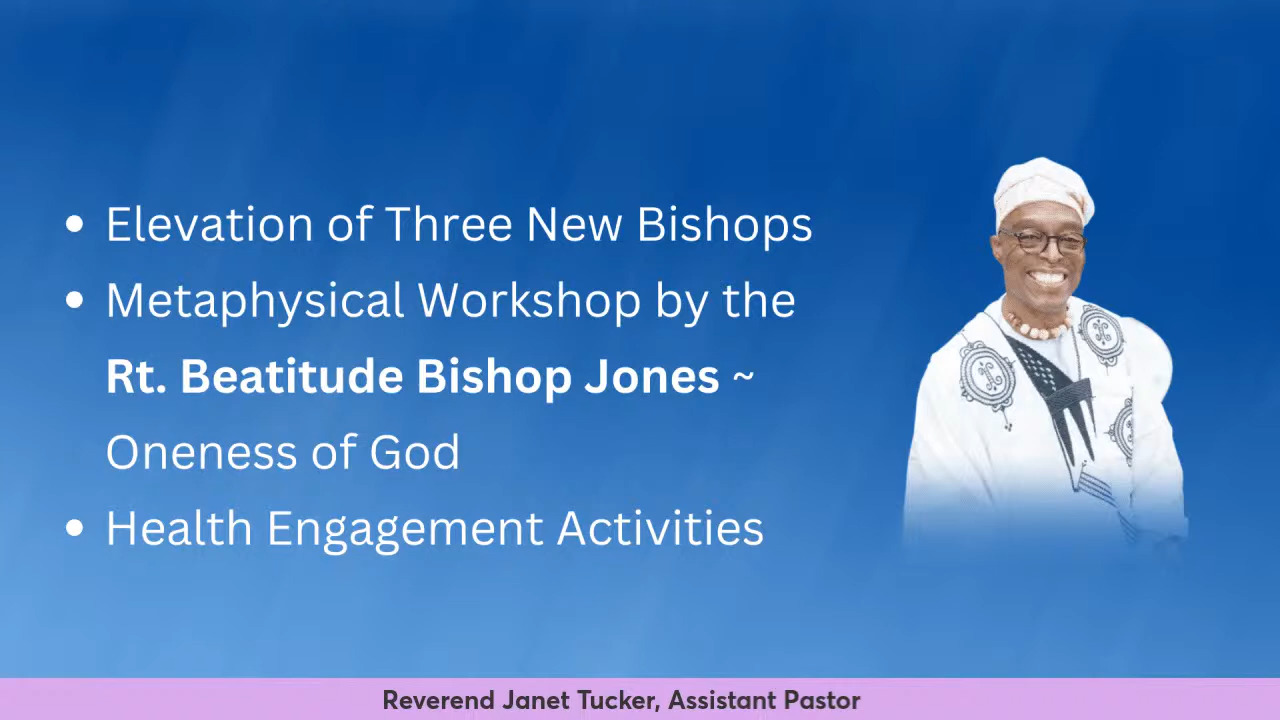 • Elevation of Three New Bishops
• Metaphysical Workshop by the
Rt. Beatitude Bishop Jones ~
Oneness of God
• Health Engagement Activities
Reverend Janet Tucker, Assistant Pastor